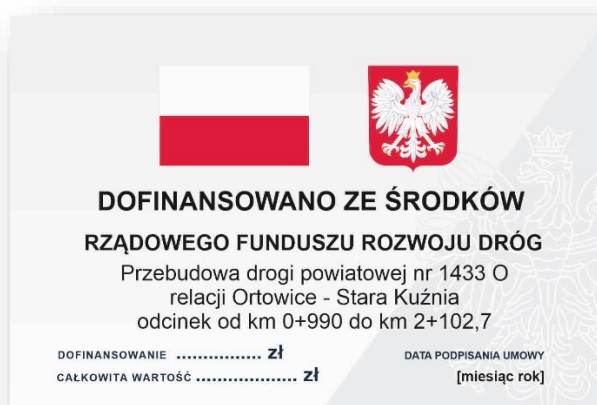 DOFINANSOWANO ZE ŚRODKÓW
RZĄDOWEGO FUNDUSZU ROZWOJU DRÓG
Przebudowa drogi powiatowej nr 1433 O
relacji Ortowice - Stara Kuźnia
odcinek od km 0+990 do km 2+102,7
DOFINANSOWANIE ................ zł
DATA PODPISANIA UMOWY
CAŁKOWITA WARTOŚĆ ................... zł
[miesiąc rok]